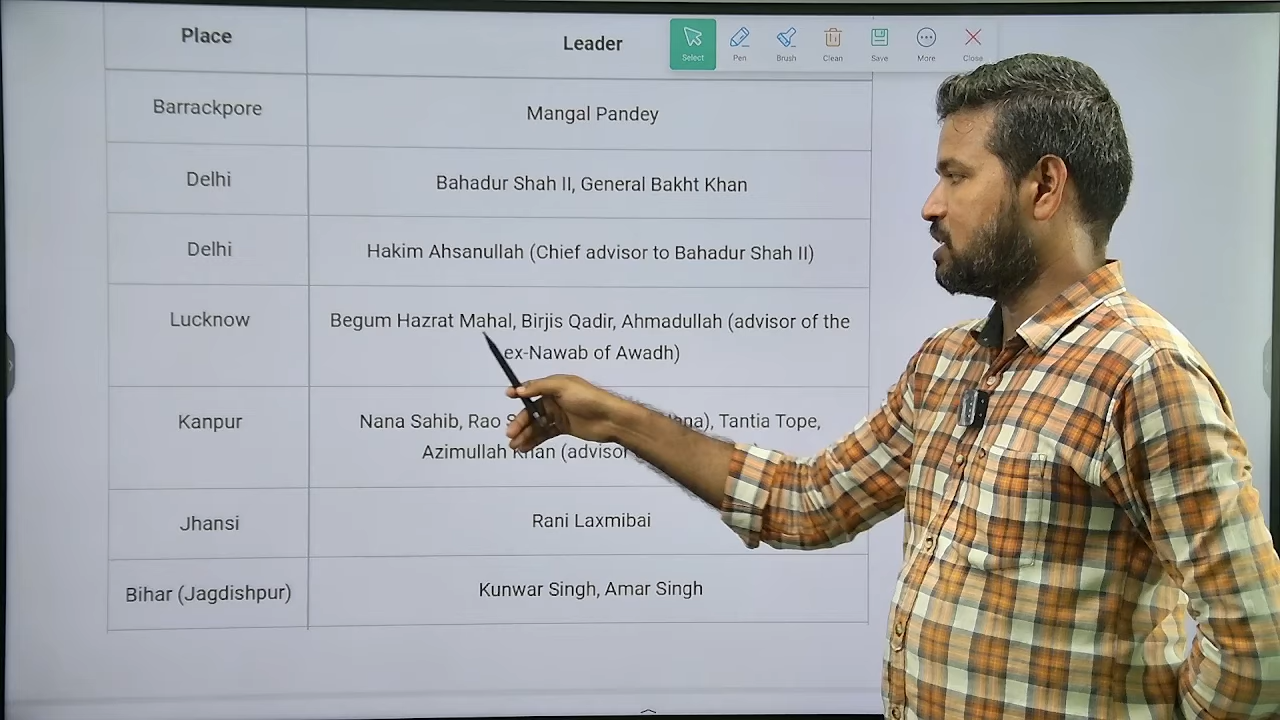 Place
Leader
Select
Pen
Brush
Clean
Save
More
Close
Barrackpore
Mangal Pandey
Delhi
Bahadur Shah II, General Bakht Khan
Delhi
Hakim Ahsanullah (Chief advisor to Bahadur Shah II)
Lucknow
Begum Hazrat Mahal, Birjis Qadir, Ahmadullah (advisor of the
ex-Nawab of Awadh)
Kanpur
Nana Sahib, Rao Tantia Tope,
Azimullah Khan (advisor
Jhansi
Rani Laxmibai
Bihar (Jagdishpur)
Kunwar Singh, Amar Singh